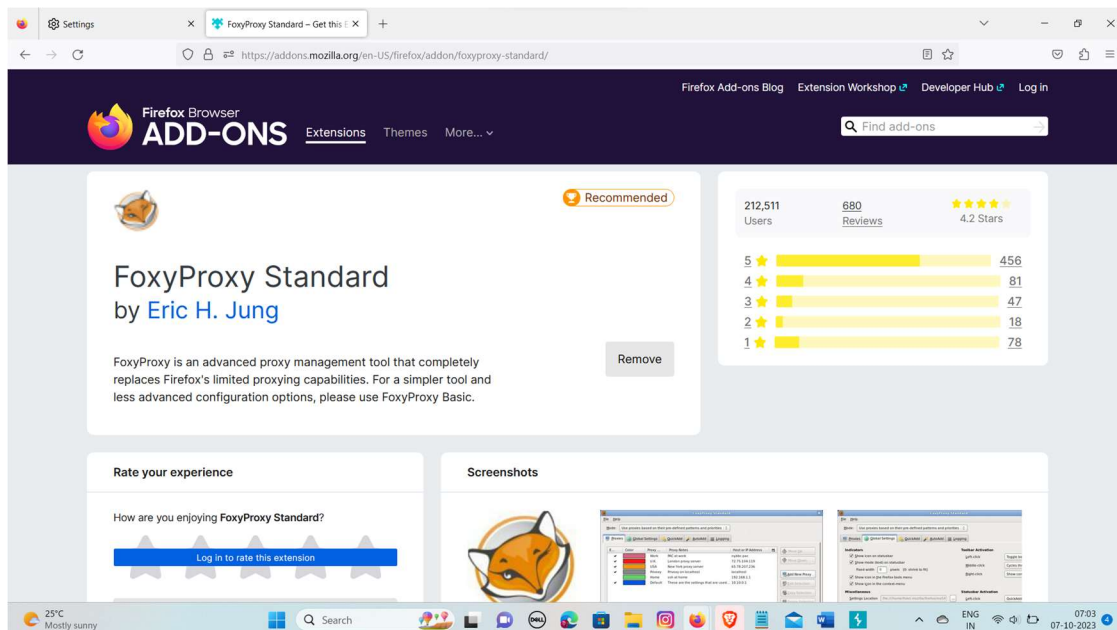 Settings
FoxyProxy Standard – Get this E
https://addons.mozilla.org/en-US/firefox/addon/foxyproxy-standard/
Firefox Add-ons Blog Extension Workshop Developer Hub Log in
Firefox Browser
ADD-ONS
Extensions Themes More...
Find add-ons
Recommended
FoxyProxy Standard
by Eric H. Jung
FoxyProxy is an advanced proxy management tool that completely
replaces Firefox's limited proxying capabilities. For a simpler tool and
less advanced configuration options, please use FoxyProxy Basic.
Remove
212,511 680
Users Reviews 4.2 Stars
5 456
4 81
3 47
2 18
1 78
Rate your experience
How are you enjoying FoxyProxy Standard?
Log in to rate this extension
Screenshots
25°C
Mostly sunny
Search
DELL
ENG
IN
07:03
07-10-2023
4